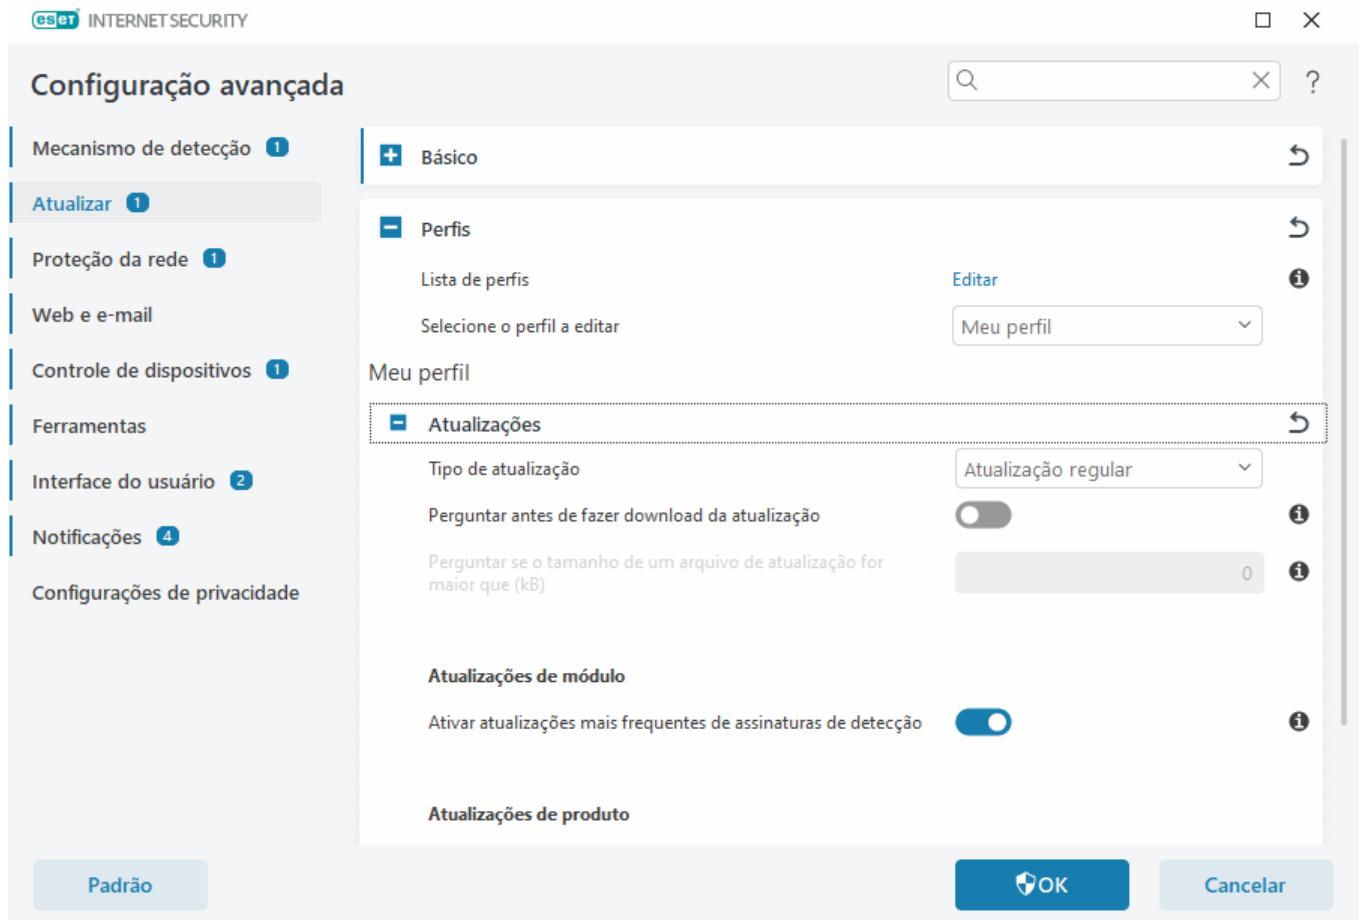 eset INTERNET SECURITY
Configuração avançada
?
Mecanismo de detecção 1
Atualizar 1
Proteção da rede 1
Web e e-mail
Controle de dispositivos 1
Ferramentas
Interface do usuário 2
Notificações 4
Configurações de privacidade
Básico
Perfis
Lista de perfis Editar
Selecione o perfil a editar Meu perfil
Meu perfil
Atualizações
Tipo de atualização Atualização regular
Perguntar antes de fazer download da atualização
Perguntar se o tamanho de um arquivo de atualização for
maior que (kB) 0
Atualizações de módulo
Ativar atualizações mais frequentes de assinaturas de detecção
Atualizações de produto
Padrão OK Cancelar